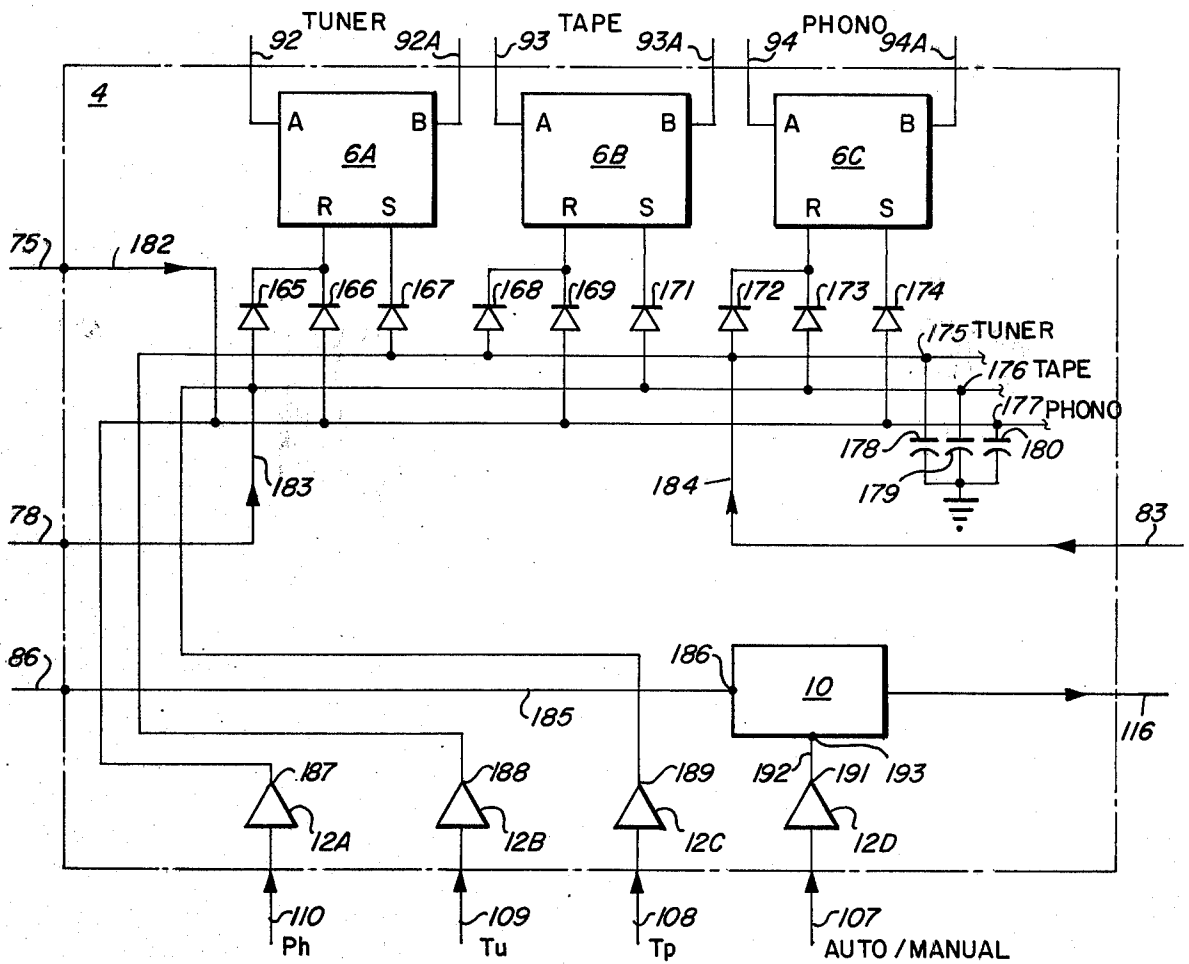 TUNER TAPE PHONO
92 92A 93 93A 94 94A
4
A B A B A B
6A 6B 6C
R S R S R S
75 182
165 166 167 168 169 171 172 173 174
175 TUNER
176 TAPE
177 PHONO
178 180
179
183 184
78 83
86 186 10
185 116
187 188 189 192 191 193
12A 12B 12C 12D
110 109 108 107
Ph Tu Tp AUTO/MANUAL